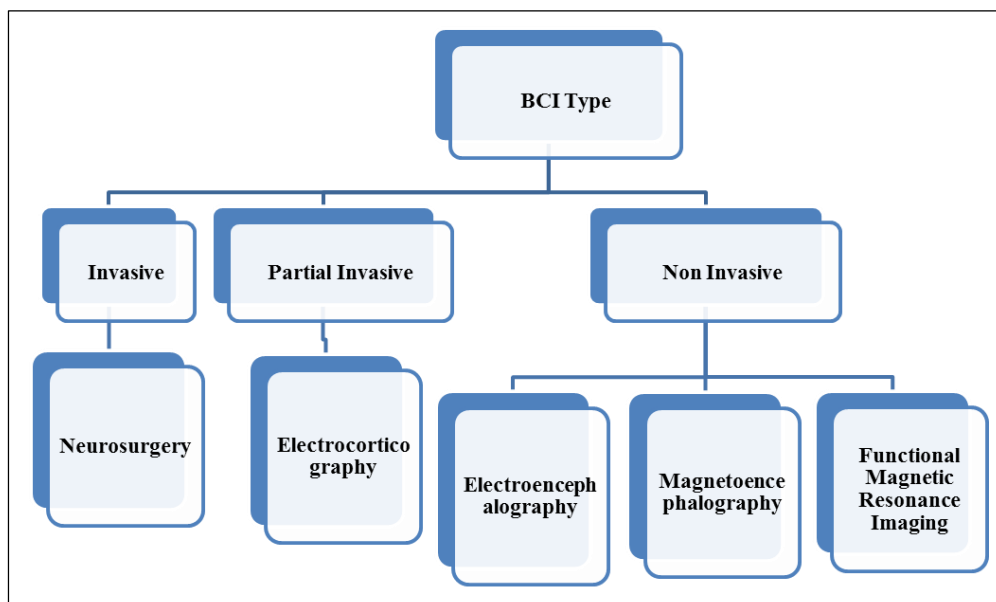 BCI Type
Invasive
Partial Invasive
Non Invasive
Neurosurgery
Electrocortico
graphy
Electroenceph
alography
Magnetoence
phalography
Functional
Magnetic
Resonance
Imaging